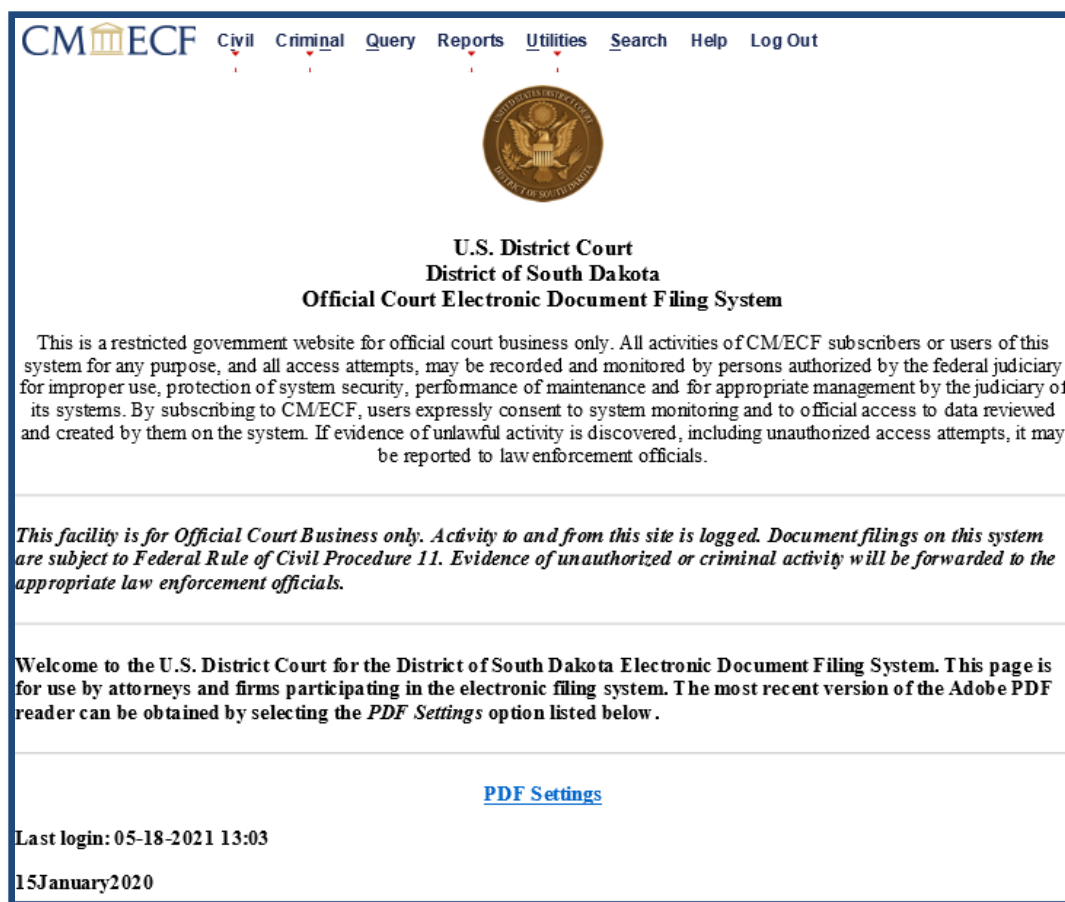 CM ECF Civil Criminal Query Reports Utilities Search Help Log Out
UNITED STATES DISTRICT COURT
DISTRICT OF SOUTH DAKOTA
U.S. District Court
District of South Dakota
Official Court Electronic Document Filing System
This is a restricted government website for official court business only. All activities of CM/ECF subscribers or users of this
system for any purpose, and all access attempts, may be recorded and monitored by persons authorized by the federal judiciary
for improper use, protection of system security, performance of maintenance and for appropriate management by the judiciary of
its systems. By subscribing to CM/ECF, users expressly consent to system monitoring and to official access to data reviewed
and created by them on the system. If evidence of unlawful activity is discovered, including unauthorized access attempts, it may
be reported to law enforcement officials.
This facility is for Official Court Business only. Activity to and from this site is logged. Document filings on this system
are subject to Federal Rule of Civil Procedure 11. Evidence of unauthorized or criminal activity will be forwarded to the
appropriate law enforcement officials.
Welcome to the U.S. District Court for the District of South Dakota Electronic Document Filing System. This page is
for use by attorneys and firms participating in the electronic filing system. The most recent version of the Adobe PDF
reader can be obtained by selecting the PDF Settings option listed below.
PDF Settings
Last login: 05-18-2021 13:03
15January2020